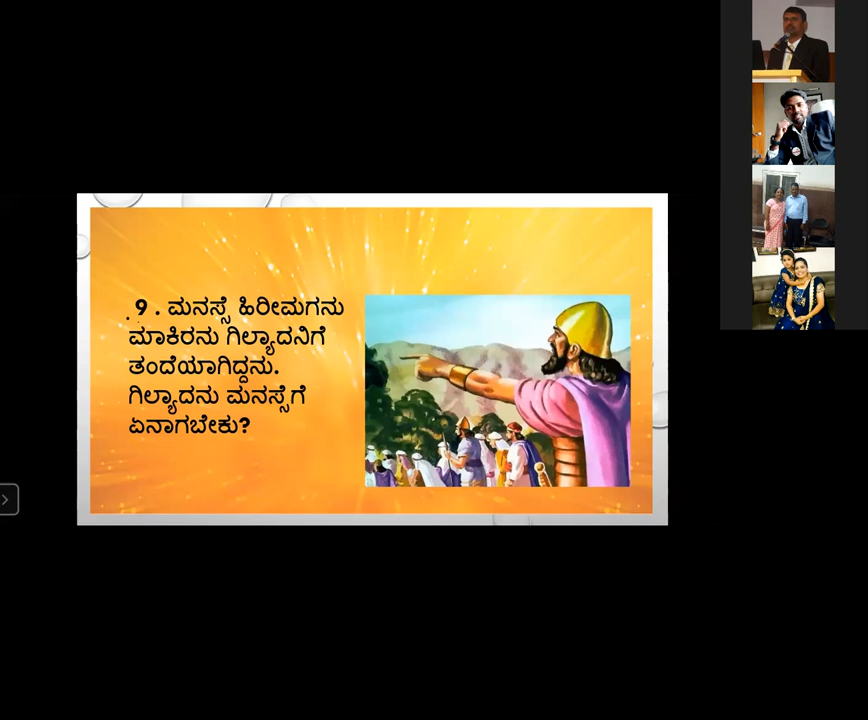 . 9 . ಮನಸ್ಸೆ ಹಿರೀಮಗನು
ಮಾಕಿರನು ಗಿಲ್ಯಾದನಿಗೆ
ತಂದೆಯಾಗಿದ್ದನು.
ಗಿಲ್ಯಾದನು ಮನಸ್ಸೆಗೆ
ಏನಾಗಬೇಕು?